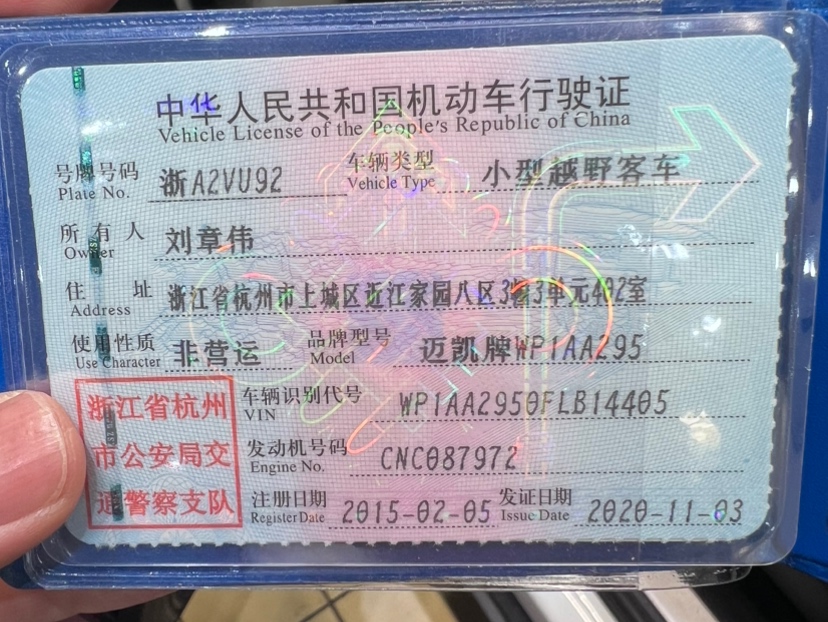 中华人民共和国机动车行驶证
Vehicle License of the People's Republic of China
号牌号码 浙A2VU92 车辆类型 小型越野客车
Plate No. Vehicle Type
所有人 刘章伟
Owner
住址 浙江省杭州市上城区近江家园八区3幢3单元402室
Address
使用性质 非营运 品牌型号 迈凯牌WP1AA295
Use Character Model
浙江省杭州
市公安局交
通警察支队
车辆识别代号 WP1AA2950FLB14405
VIN
发动机号码 CNC087972
Engine No.
注册日期 2015-02-05 发证日期 2020-11-03
Register Date Issue Date